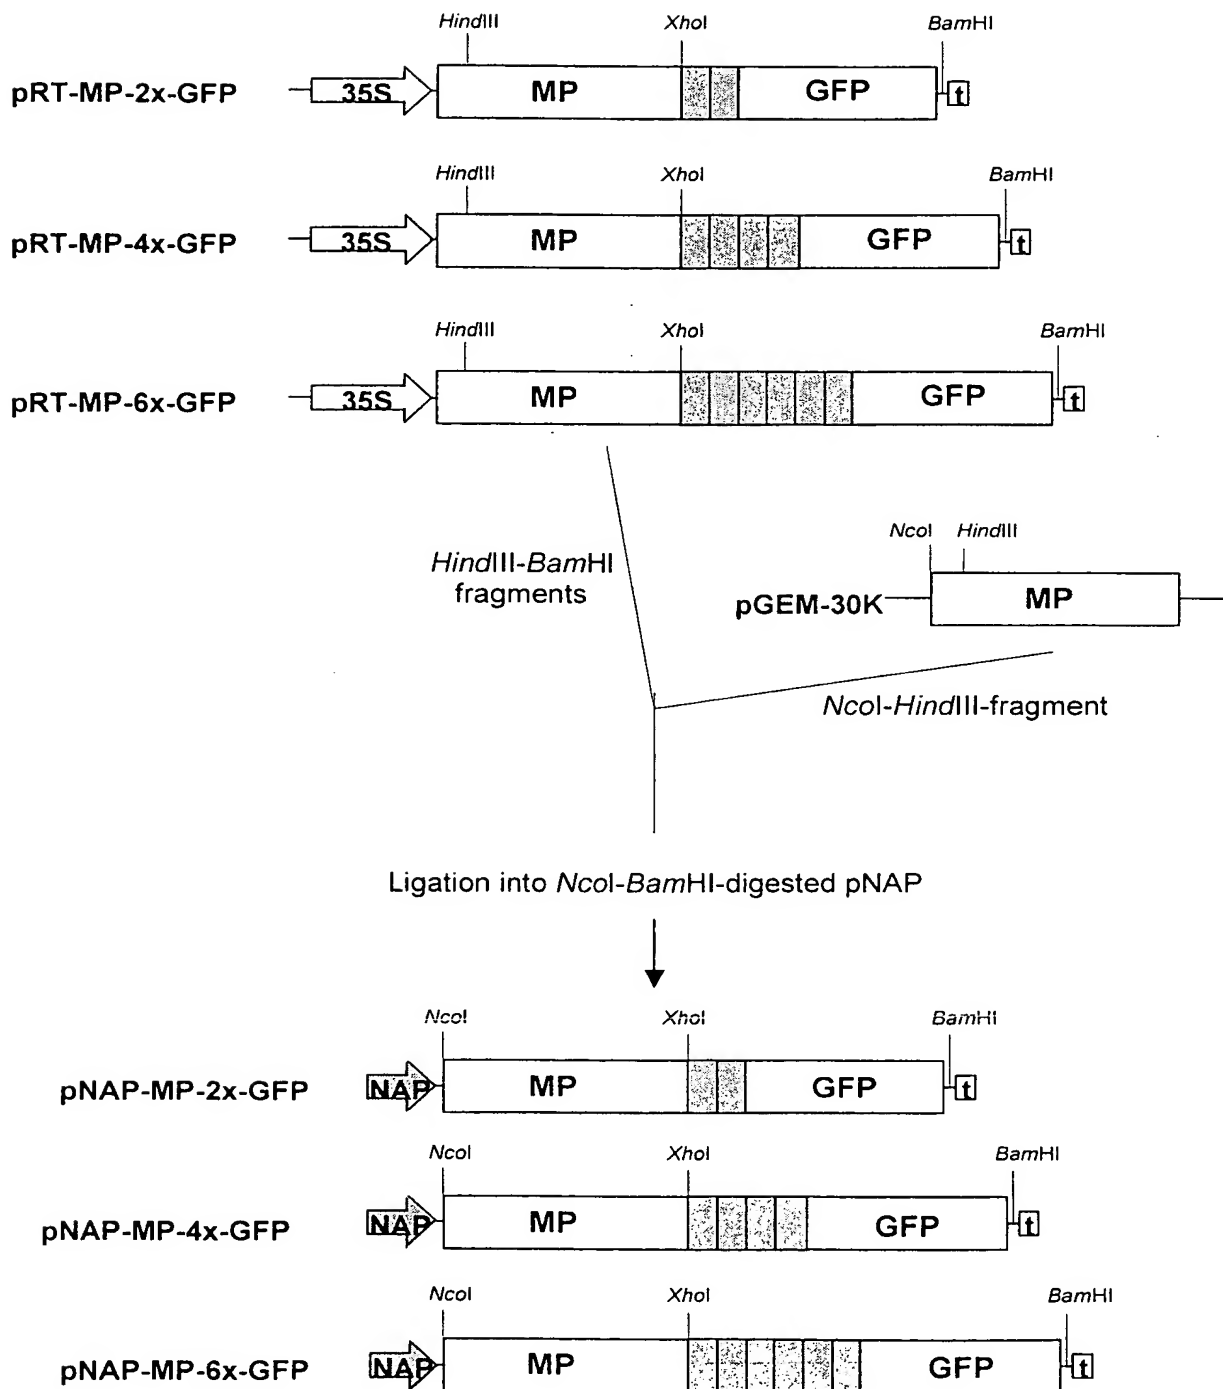 HindIII XhoI BamHI
pRT-MP-2x-GFP 35S MP GFP t
HindIII XhoI BamHI
pRT-MP-4x-GFP 35S MP GFP t
HindIII XhoI BamHI
pRT-MP-6x-GFP 35S MP GFP t
HindIII-BamHI
fragments
NcoI HindIII
pGEM-30K MP
NcoI-HindIII-fragment
Ligation into NcoI-BamHI-digested pNAP
NcoI XhoI BamHI
pNAP-MP-2x-GFP NAP MP GFP t
NcoI XhoI BamHI
pNAP-MP-4x-GFP NAP MP GFP t
NcoI XhoI BamHI
pNAP-MP-6x-GFP NAP MP GFP t